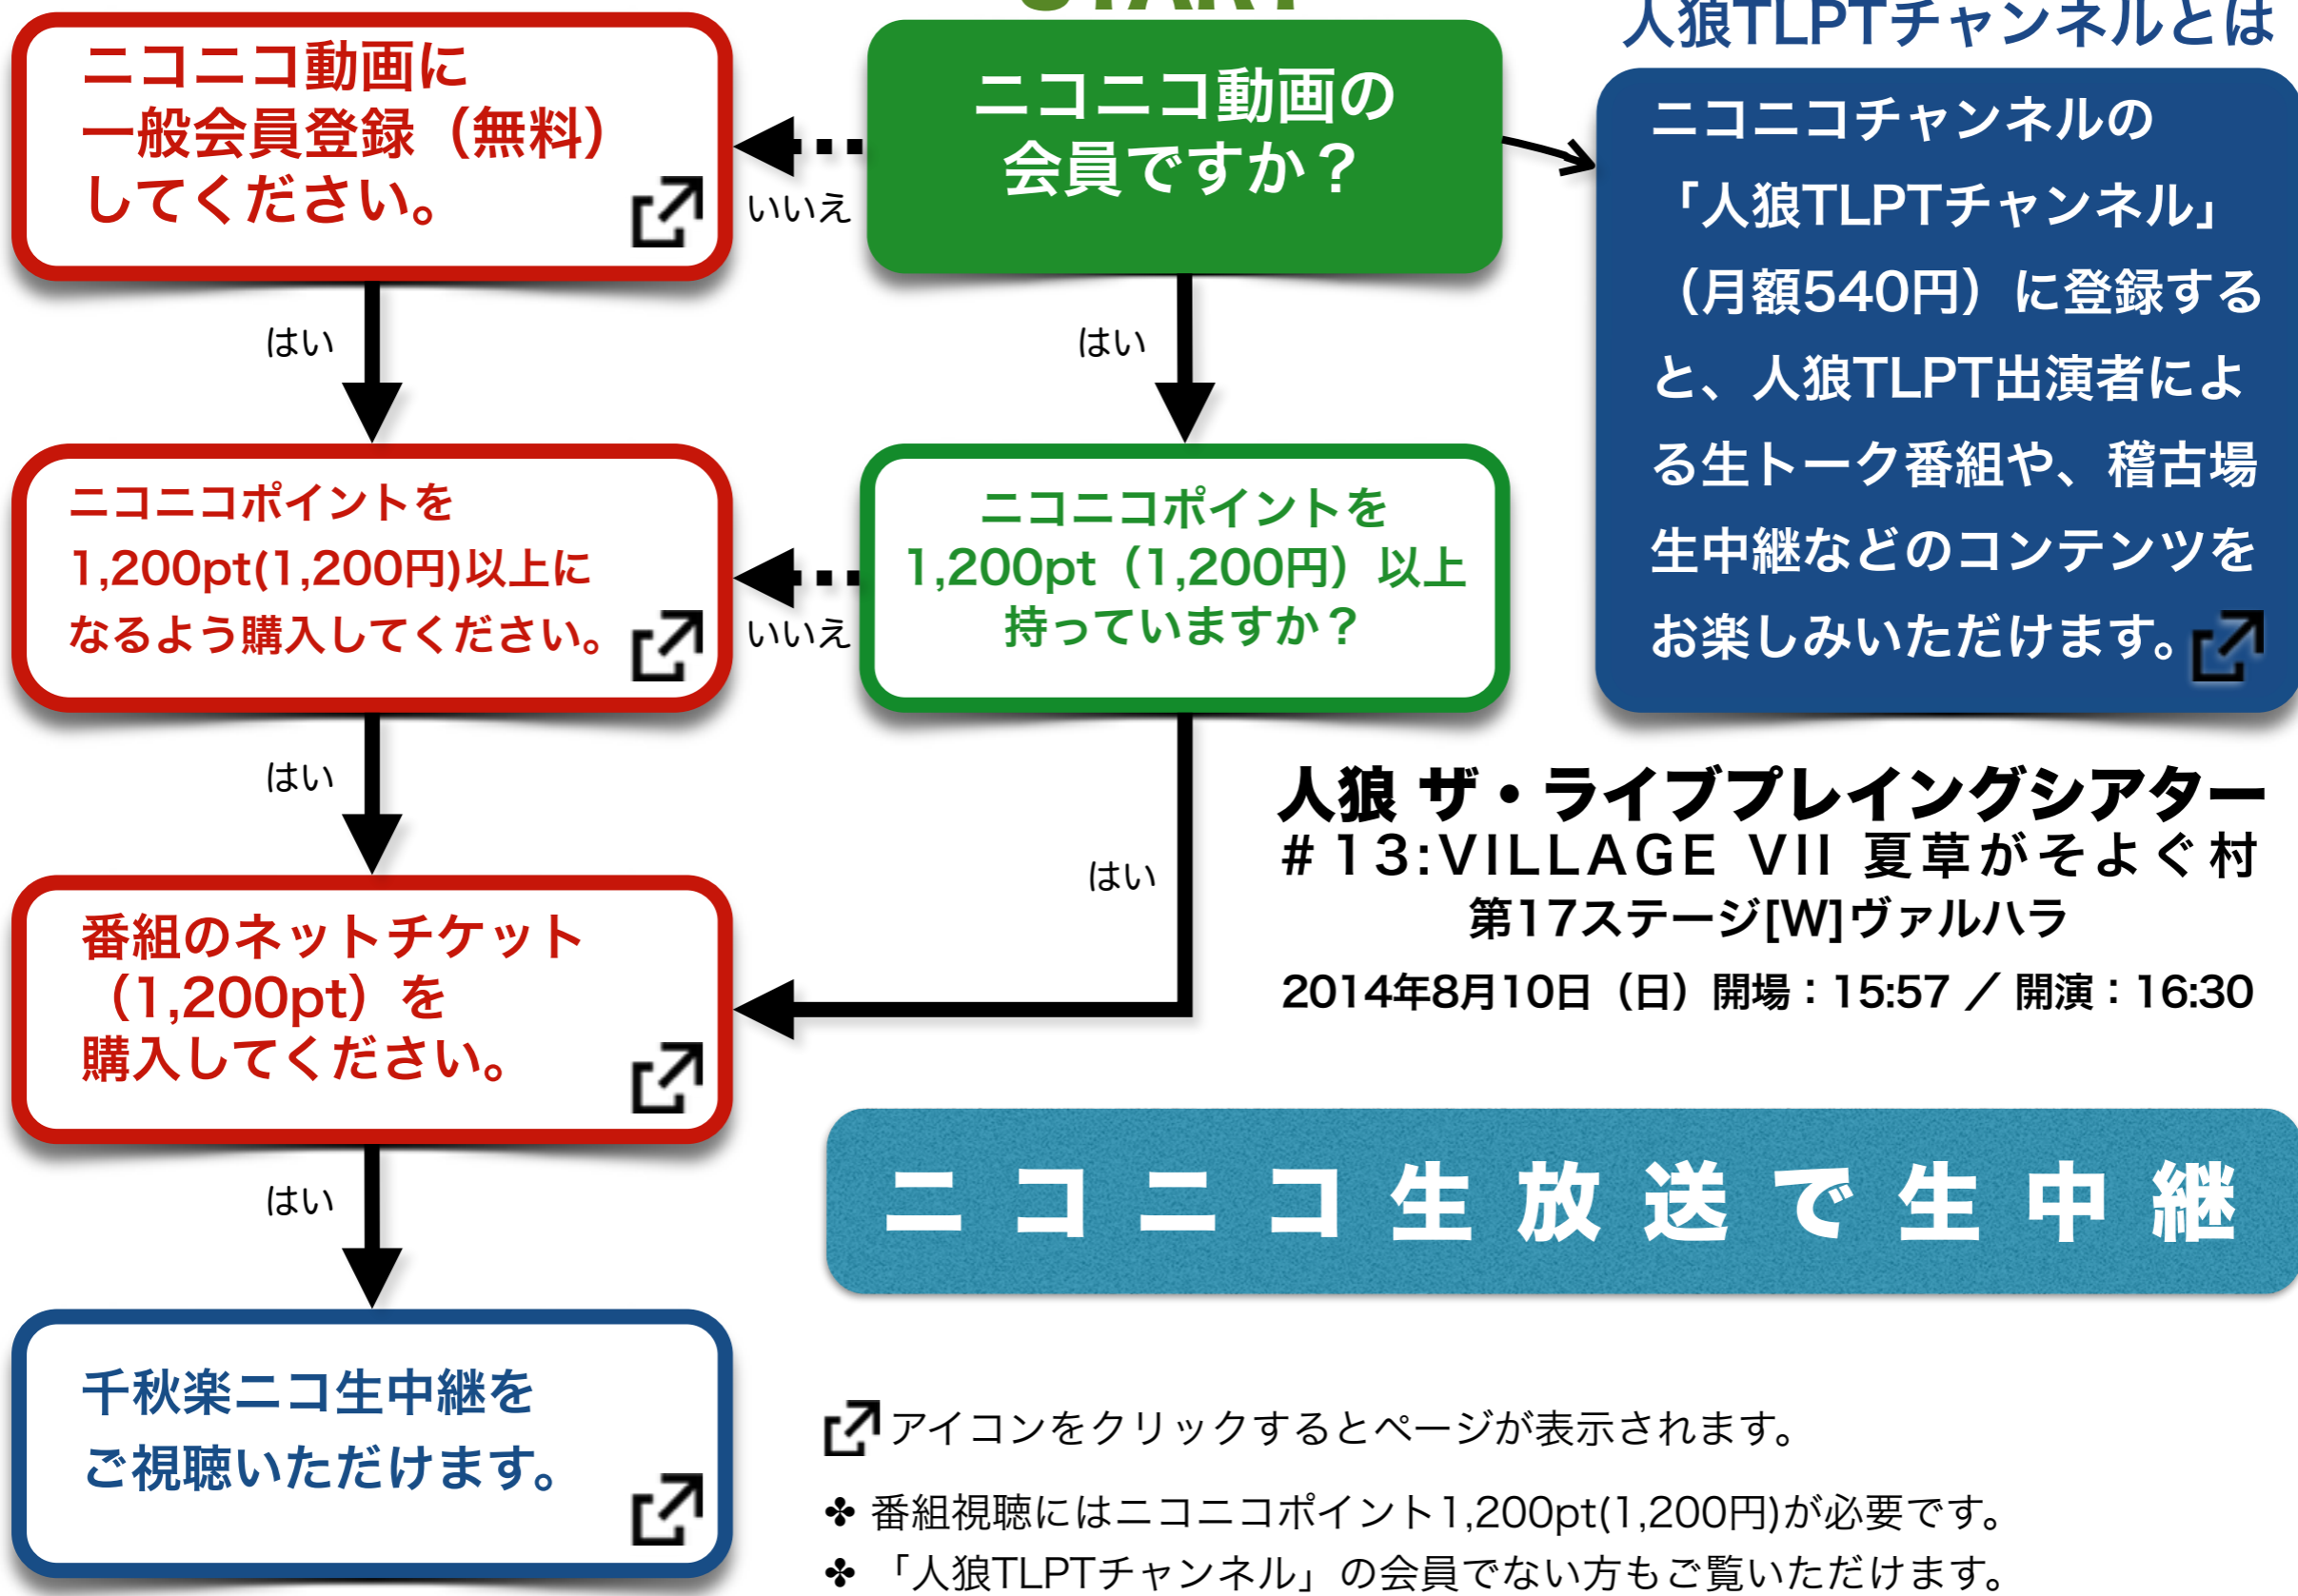 START
ニコニコ動画の
会員ですか？
いいえ
はい
ニコニコ動画に
一般会員登録（無料）
してください。
はい
人狼TLPTチャンネルとは
ニコニコチャンネルの
「人狼TLPTチャンネル」
（月額540円）に登録する
と、人狼TLPT出演者によ
る生トーク番組や、稽古場
生中継などのコンテンツを
お楽しみいただけます。
ニコニコポイントを
1,200pt（1,200円）以上
持っていますか？
いいえ
はい
ニコニコポイントを
1,200pt(1,200円)以上に
なるよう購入してください。
はい
番組のネットチケット
（1,200pt）を
購入してください。
はい
千秋楽ニコ生中継を
ご視聴いただけます。
人狼 ザ・ライブプレイングシアター
#13:VILLAGE VII 夏草がそよぐ村
第17ステージ[W]ヴァルハラ
2014年8月10日（日）開場：15:57 ／ 開演：16:30
ニコニコ生放送で生中継
アイコンをクリックするとページが表示されます。
✤ 番組視聴にはニコニコポイント1,200pt(1,200円)が必要です。
✤ 「人狼TLPTチャンネル」の会員でない方もご覧いただけます。